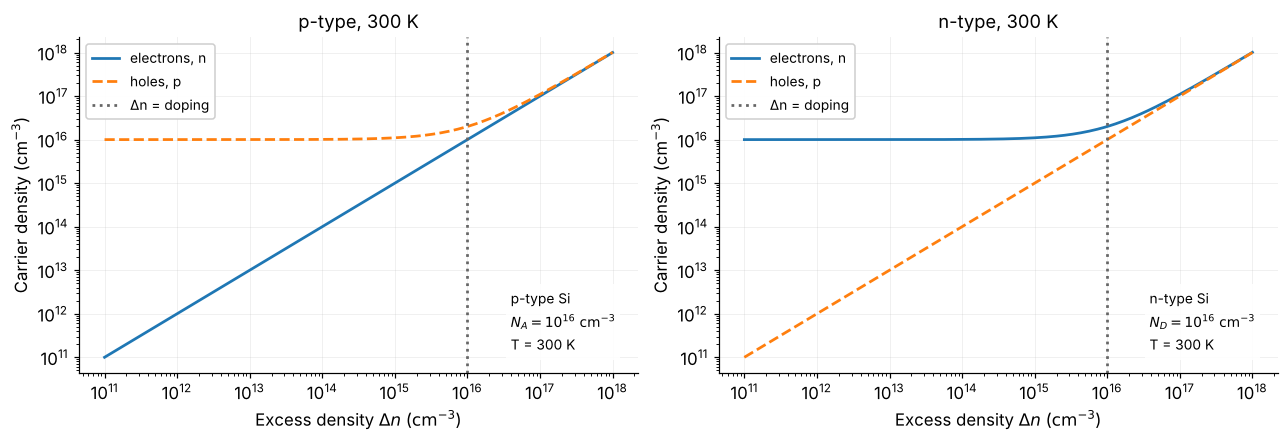 p-type, 300 K
electrons, n
holes, p
Δn = doping
10¹⁸
10¹⁷
10¹⁶
10¹⁵
10¹⁴
10¹³
10¹²
10¹¹
Carrier density (cm⁻³)
p-type Si
N_A = 10¹⁶ cm⁻³
T = 300 K
10¹¹ 10¹² 10¹³ 10¹⁴ 10¹⁵ 10¹⁶ 10¹⁷ 10¹⁸
Excess density Δn (cm⁻³)
n-type, 300 K
electrons, n
holes, p
Δn = doping
10¹⁸
10¹⁷
10¹⁶
10¹⁵
10¹⁴
10¹³
10¹²
10¹¹
Carrier density (cm⁻³)
n-type Si
N_D = 10¹⁶ cm⁻³
T = 300 K
10¹¹ 10¹² 10¹³ 10¹⁴ 10¹⁵ 10¹⁶ 10¹⁷ 10¹⁸
Excess density Δn (cm⁻³)